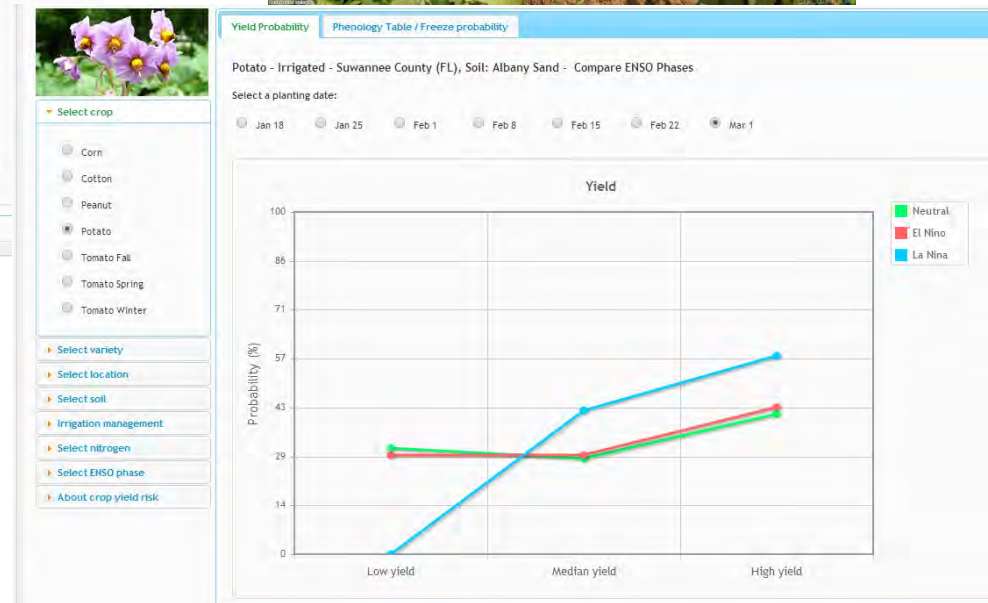 Select crop
Corn
Cotton
Peanut
Potato
Tomato Fall
Tomato Spring
Tomato Winter
Select variety
Select location
Select soil
Irrigation management
Select nitrogen
Select ENSO phase
About crop yield risk
Yield Probability Phenology Table / Freeze probability
Potato - Irrigated - Suwannee County (FL), Soil: Albany Sand - Compare ENSO Phases
Select a planting date:
Jan 18 Jan 25 Feb 1 Feb 8 Feb 15 Feb 22 Mar 1
Yield
100
86
71
57
43
29
14
0
Probability (%)
Low yield Median yield High yield
Neutral
El Nino
La Nina